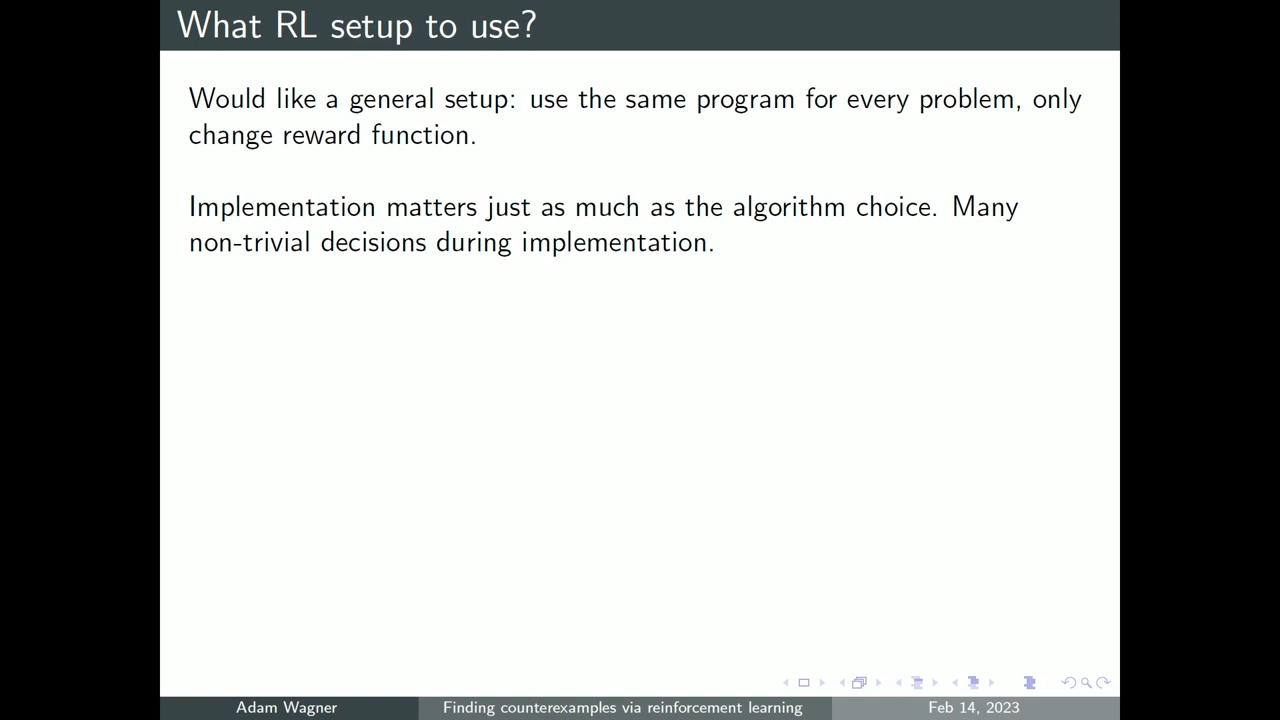 What RL setup to use?
Would like a general setup: use the same program for every problem, only
change reward function.
Implementation matters just as much as the algorithm choice. Many
non-trivial decisions during implementation.
Adam Wagner
Finding counterexamples via reinforcement learning
Feb 14, 2023